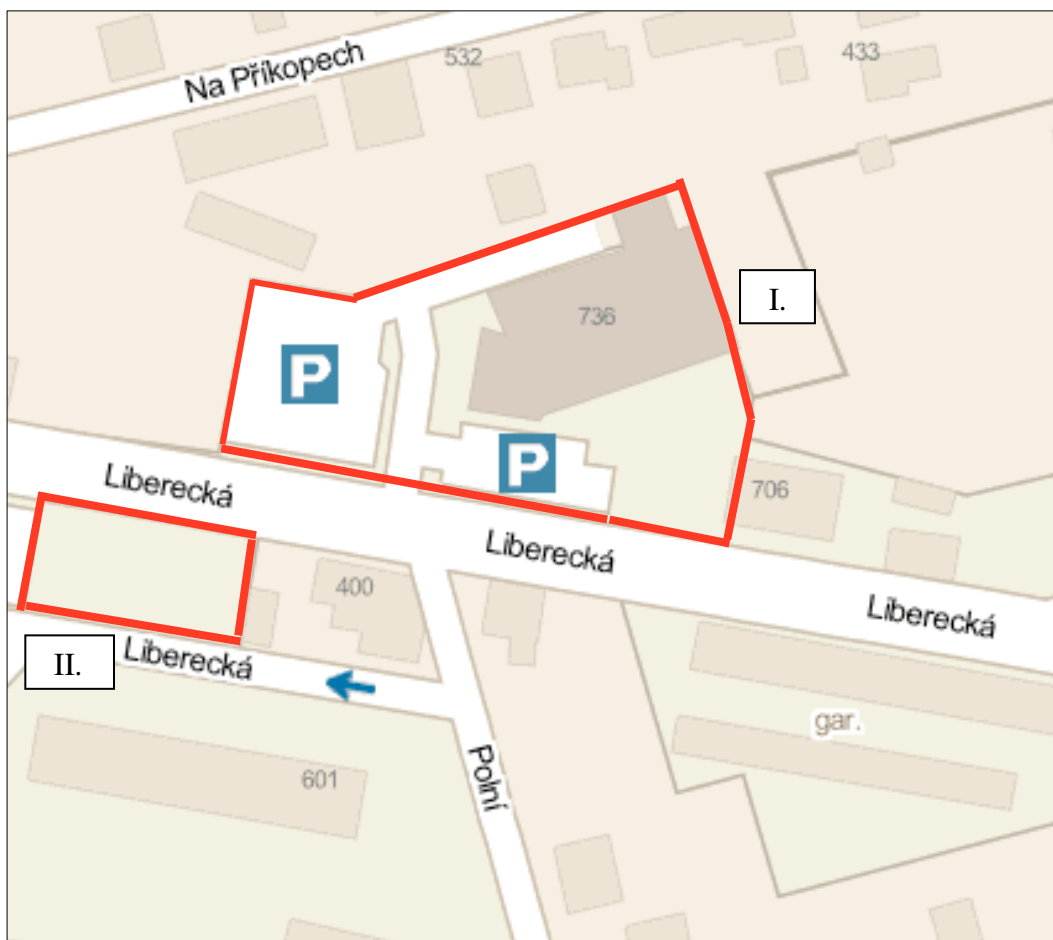 Na Příkopech
532
433
I.
736
P
P
Liberecká
706
Liberecká
400
Liberecká
II.
Liberecká
gar.
601
Polní